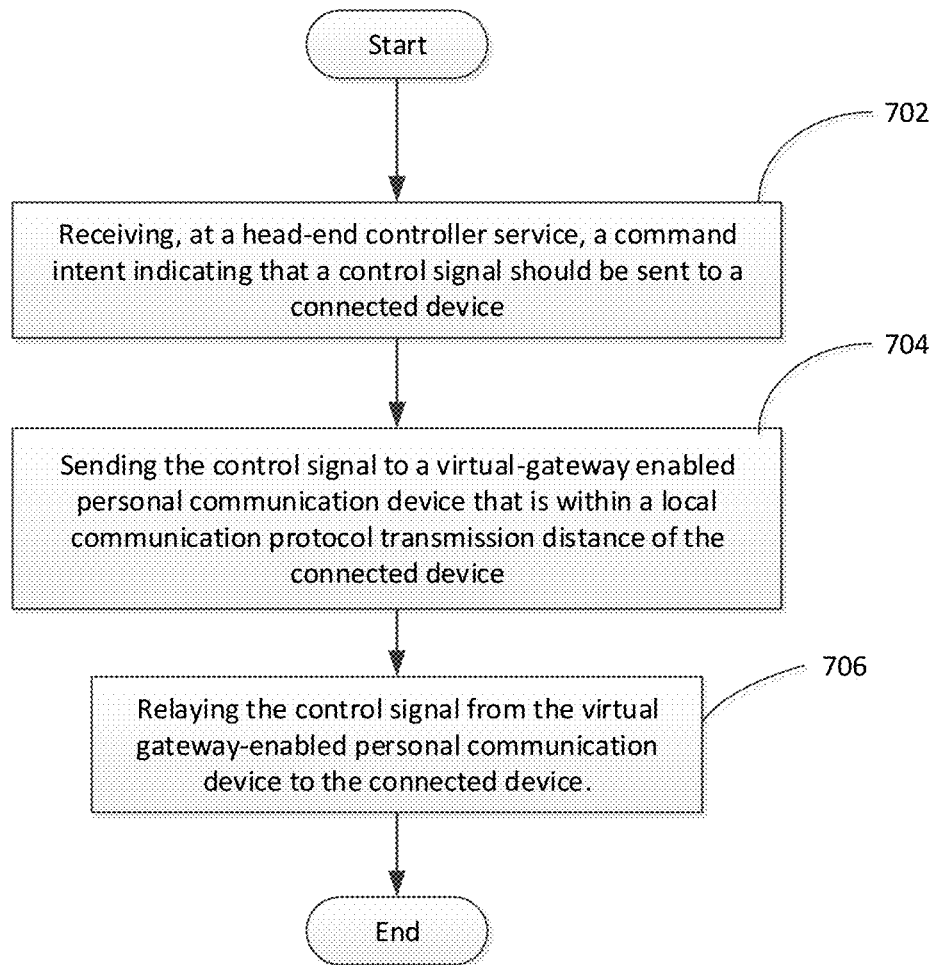 Start
702
Receiving, at a head-end controller service, a command
intent indicating that a control signal should be sent to a
connected device
704
Sending the control signal to a virtual-gateway enabled
personal communication device that is within a local
communication protocol transmission distance of the
connected device
706
Relaying the control signal from the virtual
gateway-enabled personal communication
device to the connected device.
End